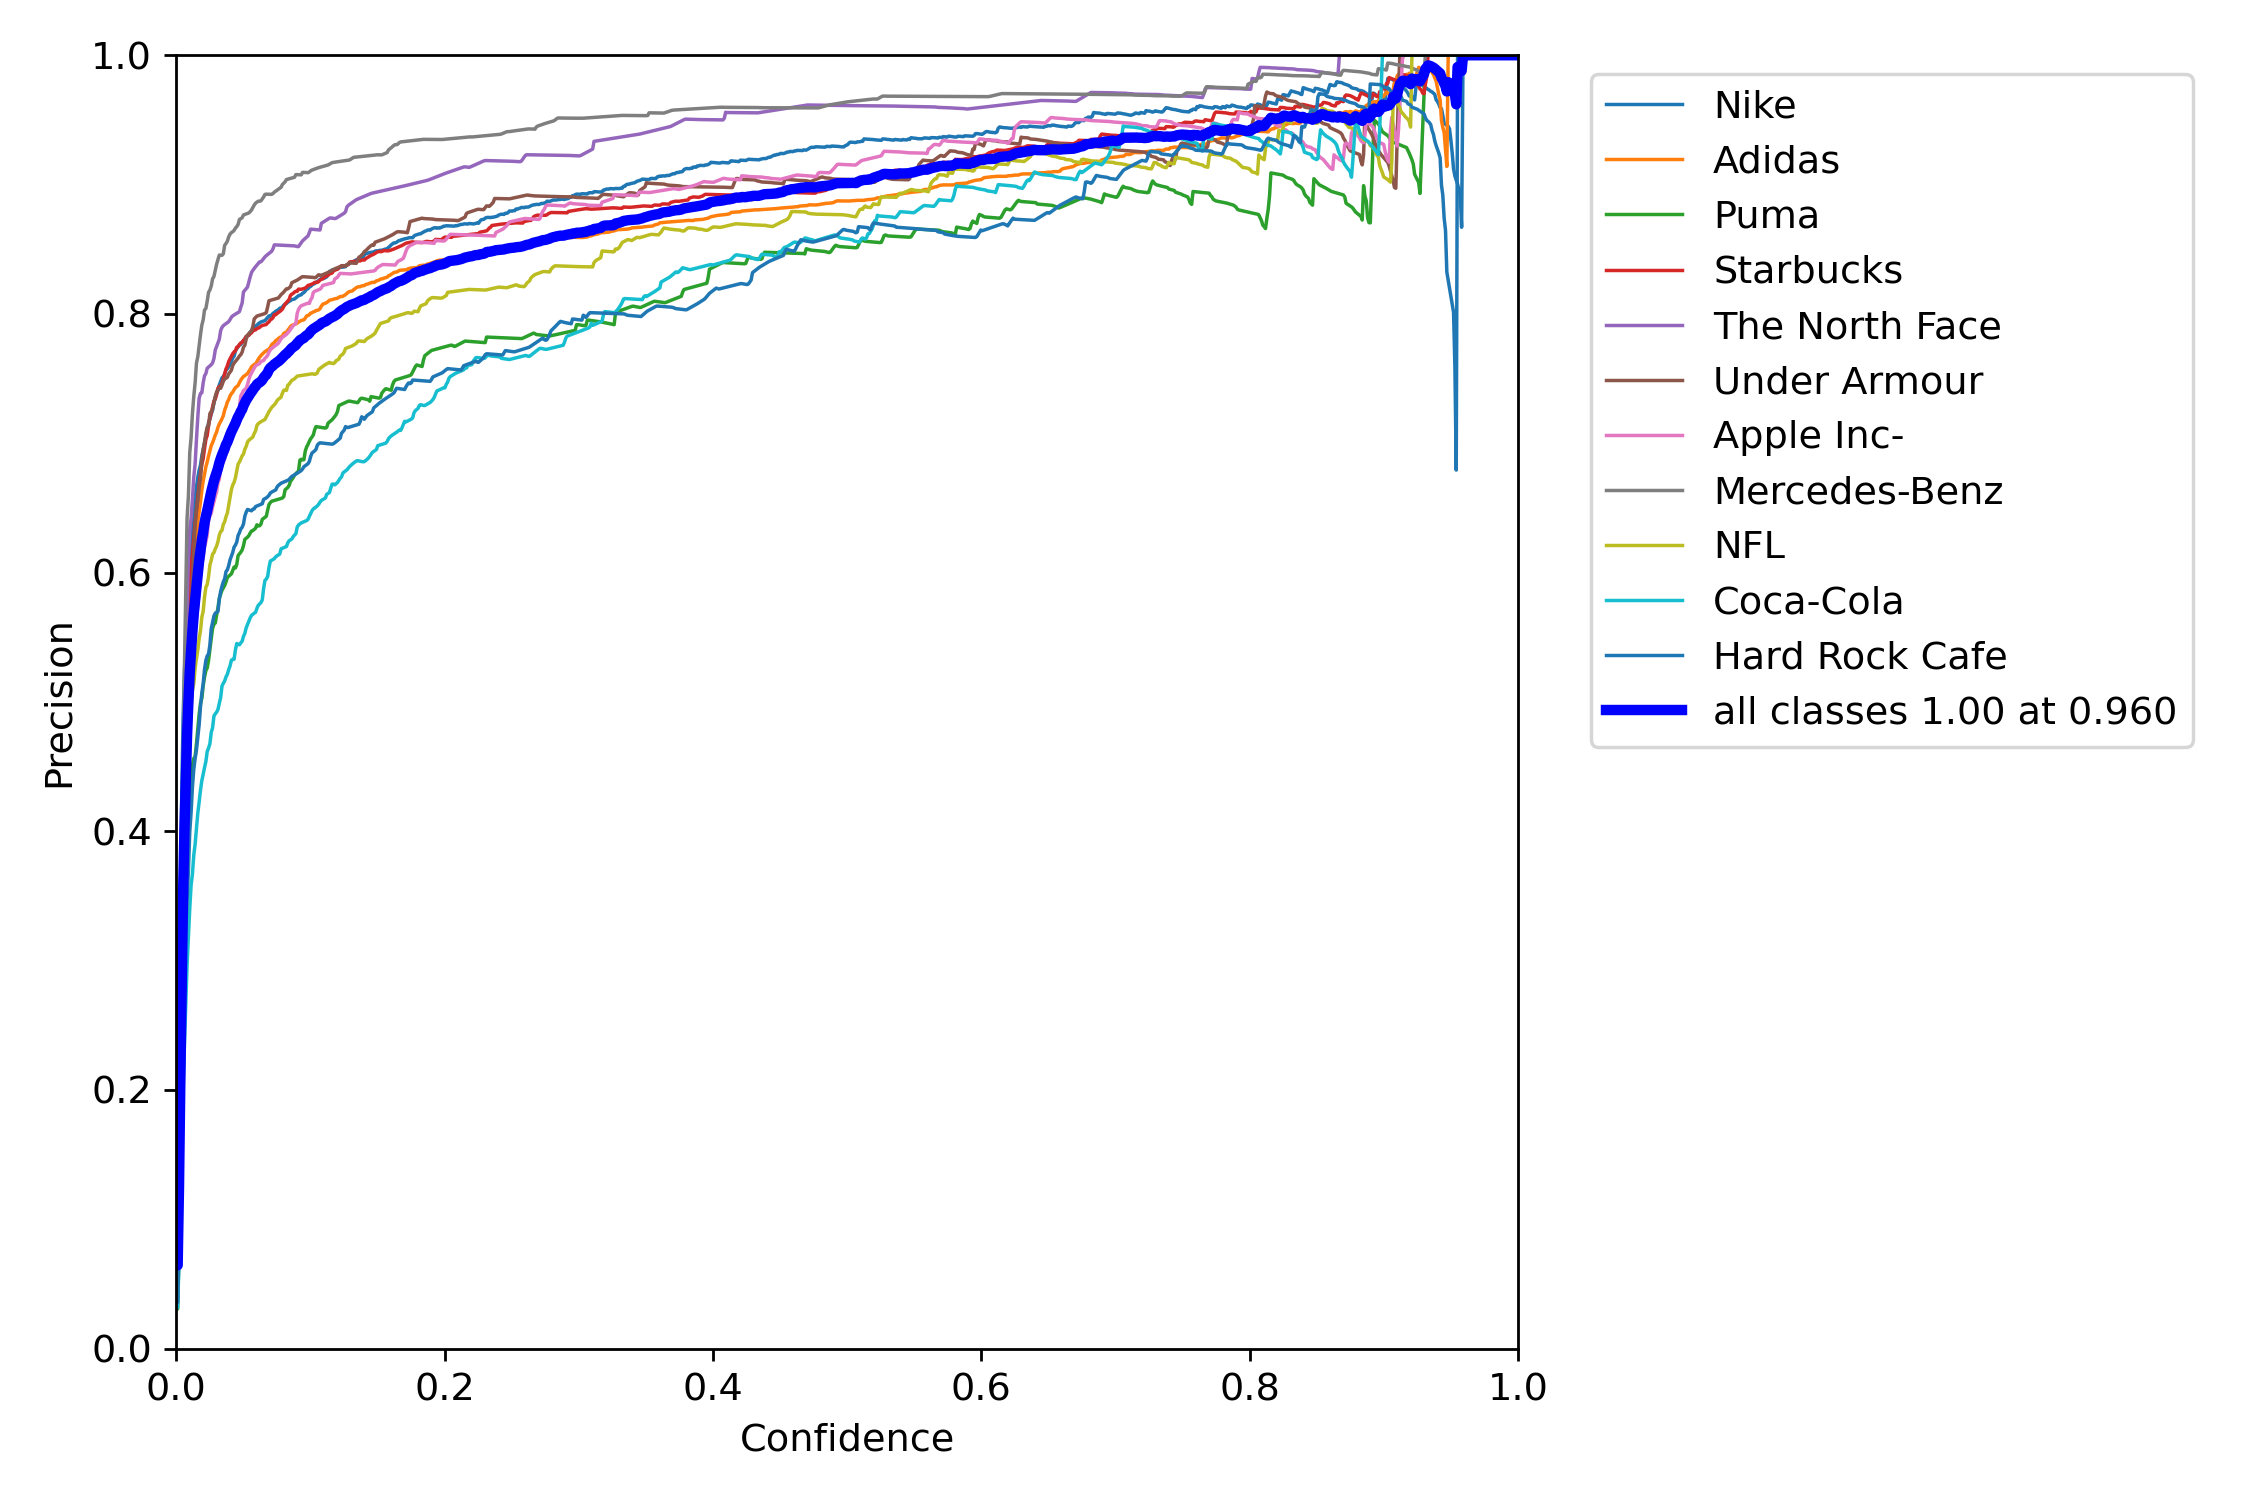 1.0
0.8
0.6
0.4
0.2
0.0
0.0 0.2 0.4 0.6 0.8 1.0
Precision
Confidence
Nike
Adidas
Puma
Starbucks
The North Face
Under Armour
Apple Inc-
Mercedes-Benz
NFL
Coca-Cola
Hard Rock Cafe
all classes 1.00 at 0.960